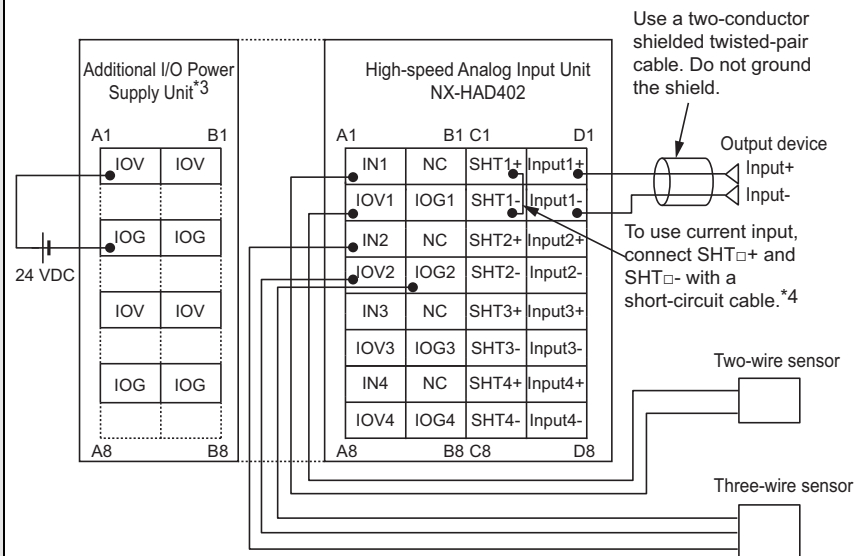 Use a two-conductor
shielded twisted-pair
cable. Do not ground
the shield.
Additional I/O Power
Supply Unit*3
High-speed Analog Input Unit
NX-HAD402
A1 B1 A1 B1 C1 D1
Output device
IOV IOV IN1 NC SHT1+ Input1+ Input+
IOV1 IOG1 SHT1- Input1- Input-
IOG IOG IN2 NC SHT2+ Input2+
To use current input,
connect SHT□+ and
SHT□- with a
short-circuit cable.*4
24 VDC
IOV2 IOG2 SHT2- Input2-
IOV IOV IN3 NC SHT3+ Input3+
IOV3 IOG3 SHT3- Input3-
Two-wire sensor
IOG IOG IN4 NC SHT4+ Input4+
IOV4 IOG4 SHT4- Input4-
A8 B8 A8 B8 C8 D8
Three-wire sensor